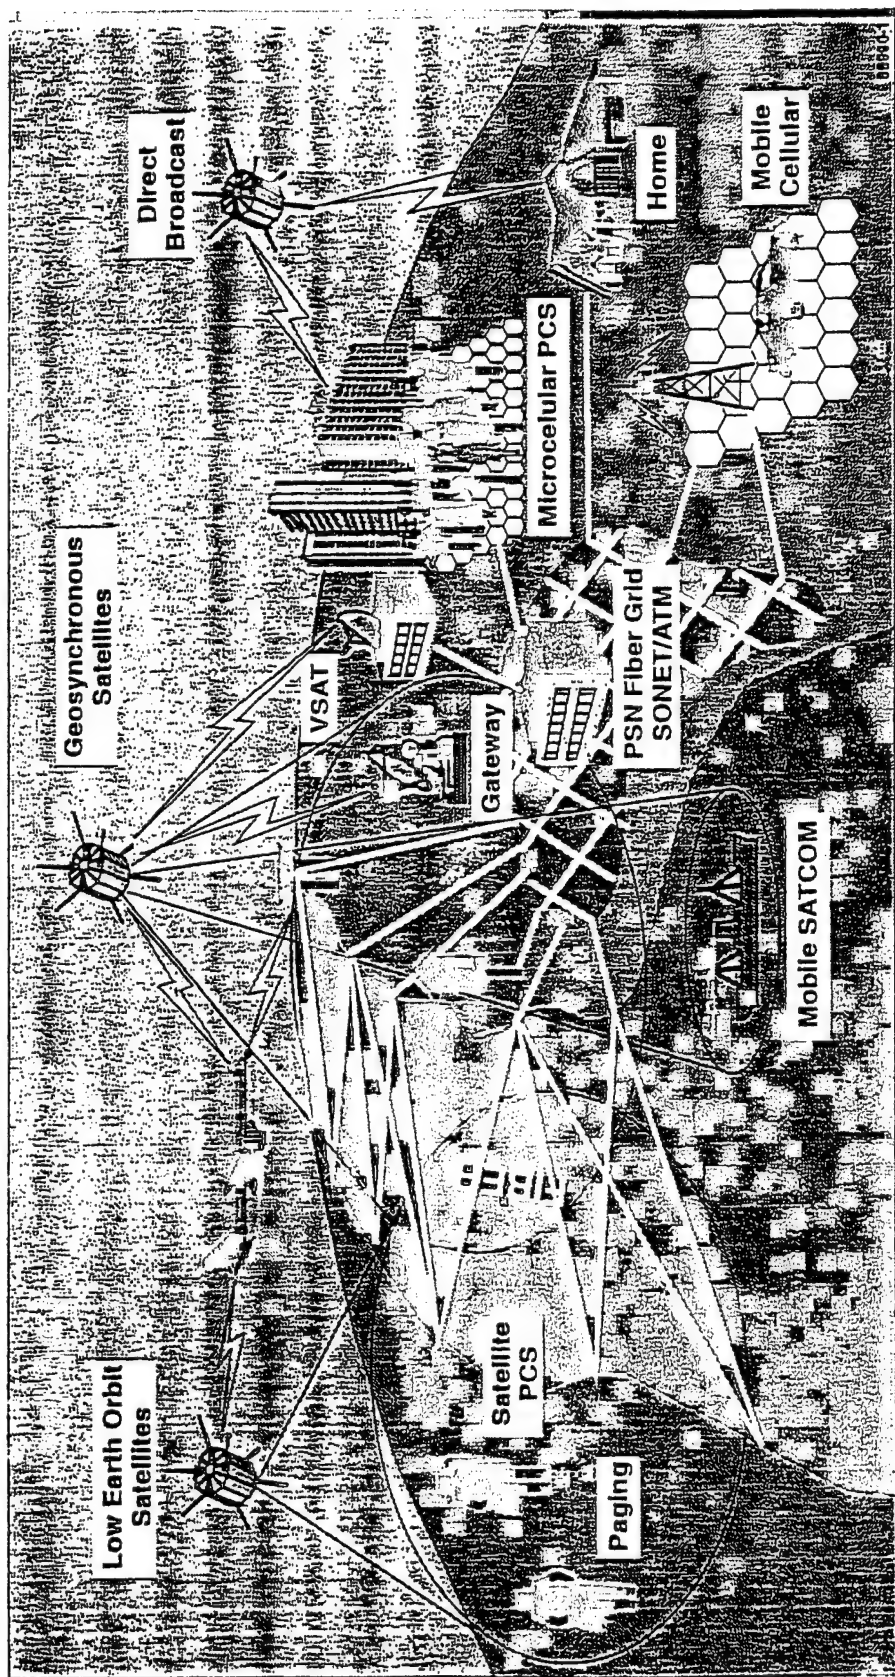 Geosynchronous
Satellites
Low Earth Orbit
Satellites
Direct
Broadcast
VSAT
Gateway
Satellite
PCS
Microcelular PCS
Paging
PSN Fiber Grid
SONET/ATM
Home
Mobile SATCOM
Mobile
Cellular